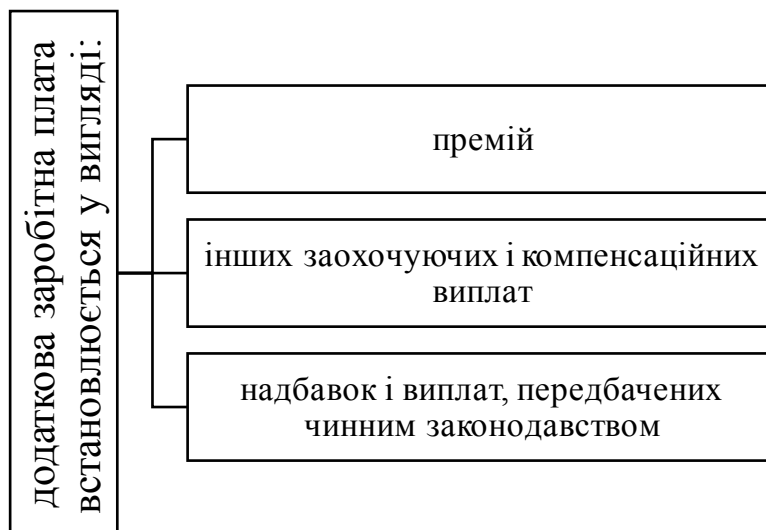 додаткова заробітна плата
встановлюється у вигляді:
премій
інших заохочуючих і компенсаційних
виплат
надбавок і виплат, передбачених
чинним законодавством